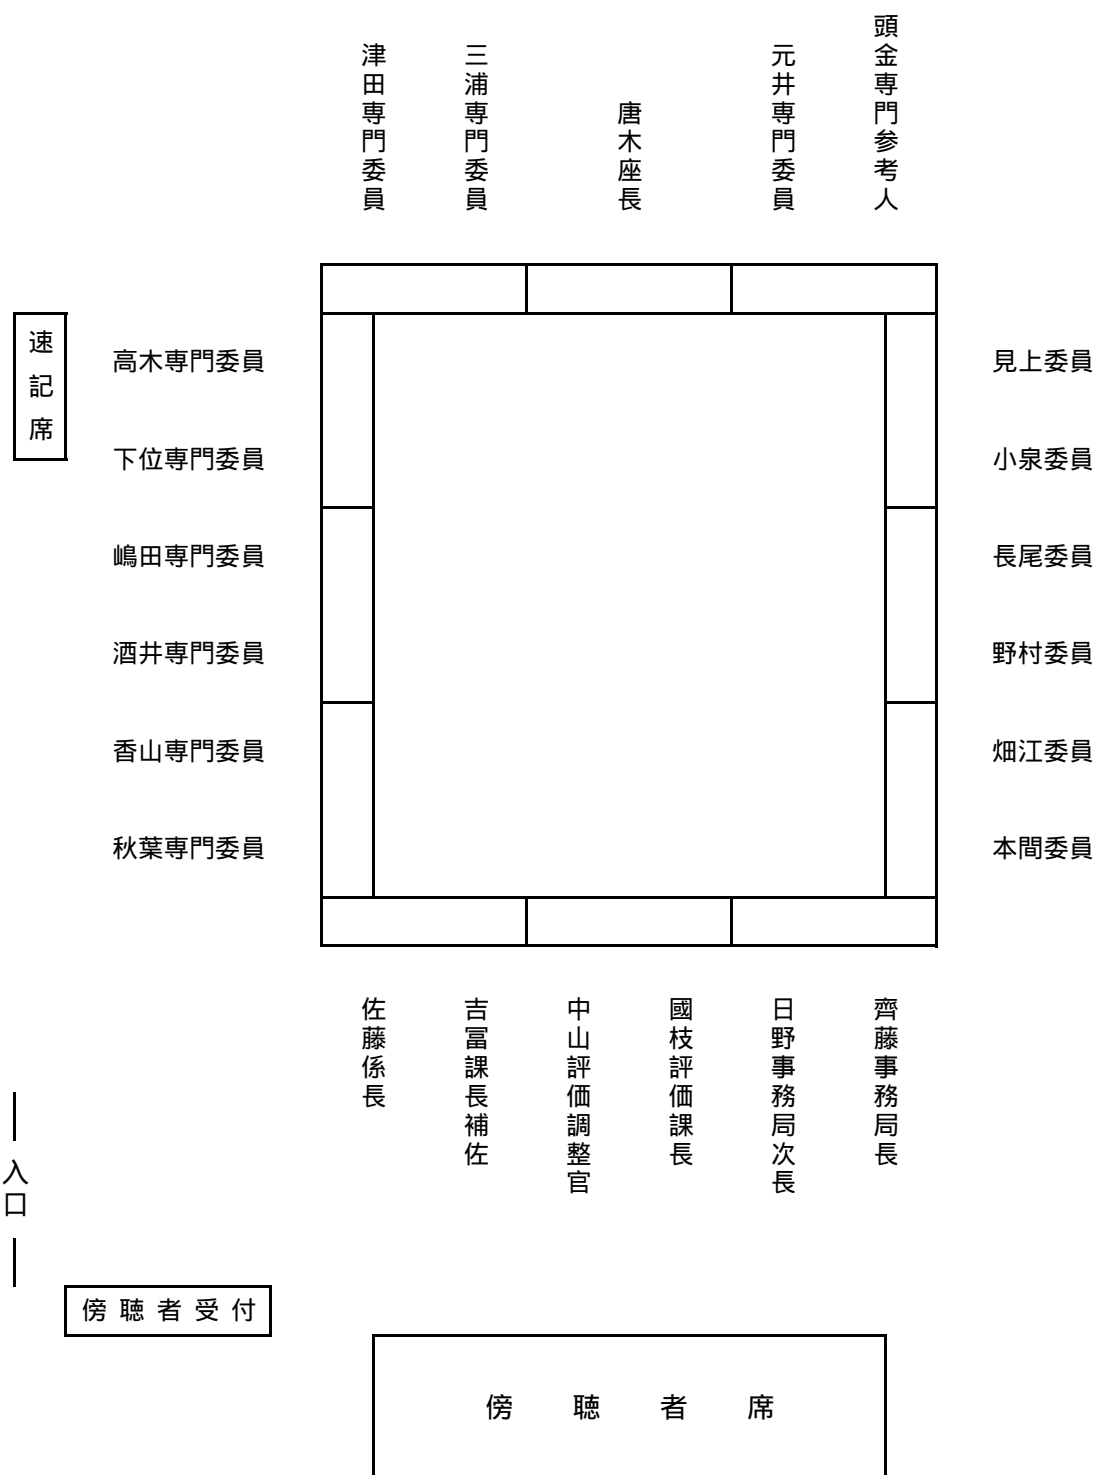 津田専門委員
三浦専門委員
唐木座長
元井専門委員
頭金専門参考人
速記席
高木専門委員
下位専門委員
嶋田専門委員
酒井専門委員
香山専門委員
秋葉専門委員
見上委員
小泉委員
長尾委員
野村委員
畑江委員
本間委員
佐藤係長
吉冨課長補佐
中山評価調整官
國枝評価課長
日野事務局次長
齊藤事務局長
入口
傍聴者受付
傍聴者席